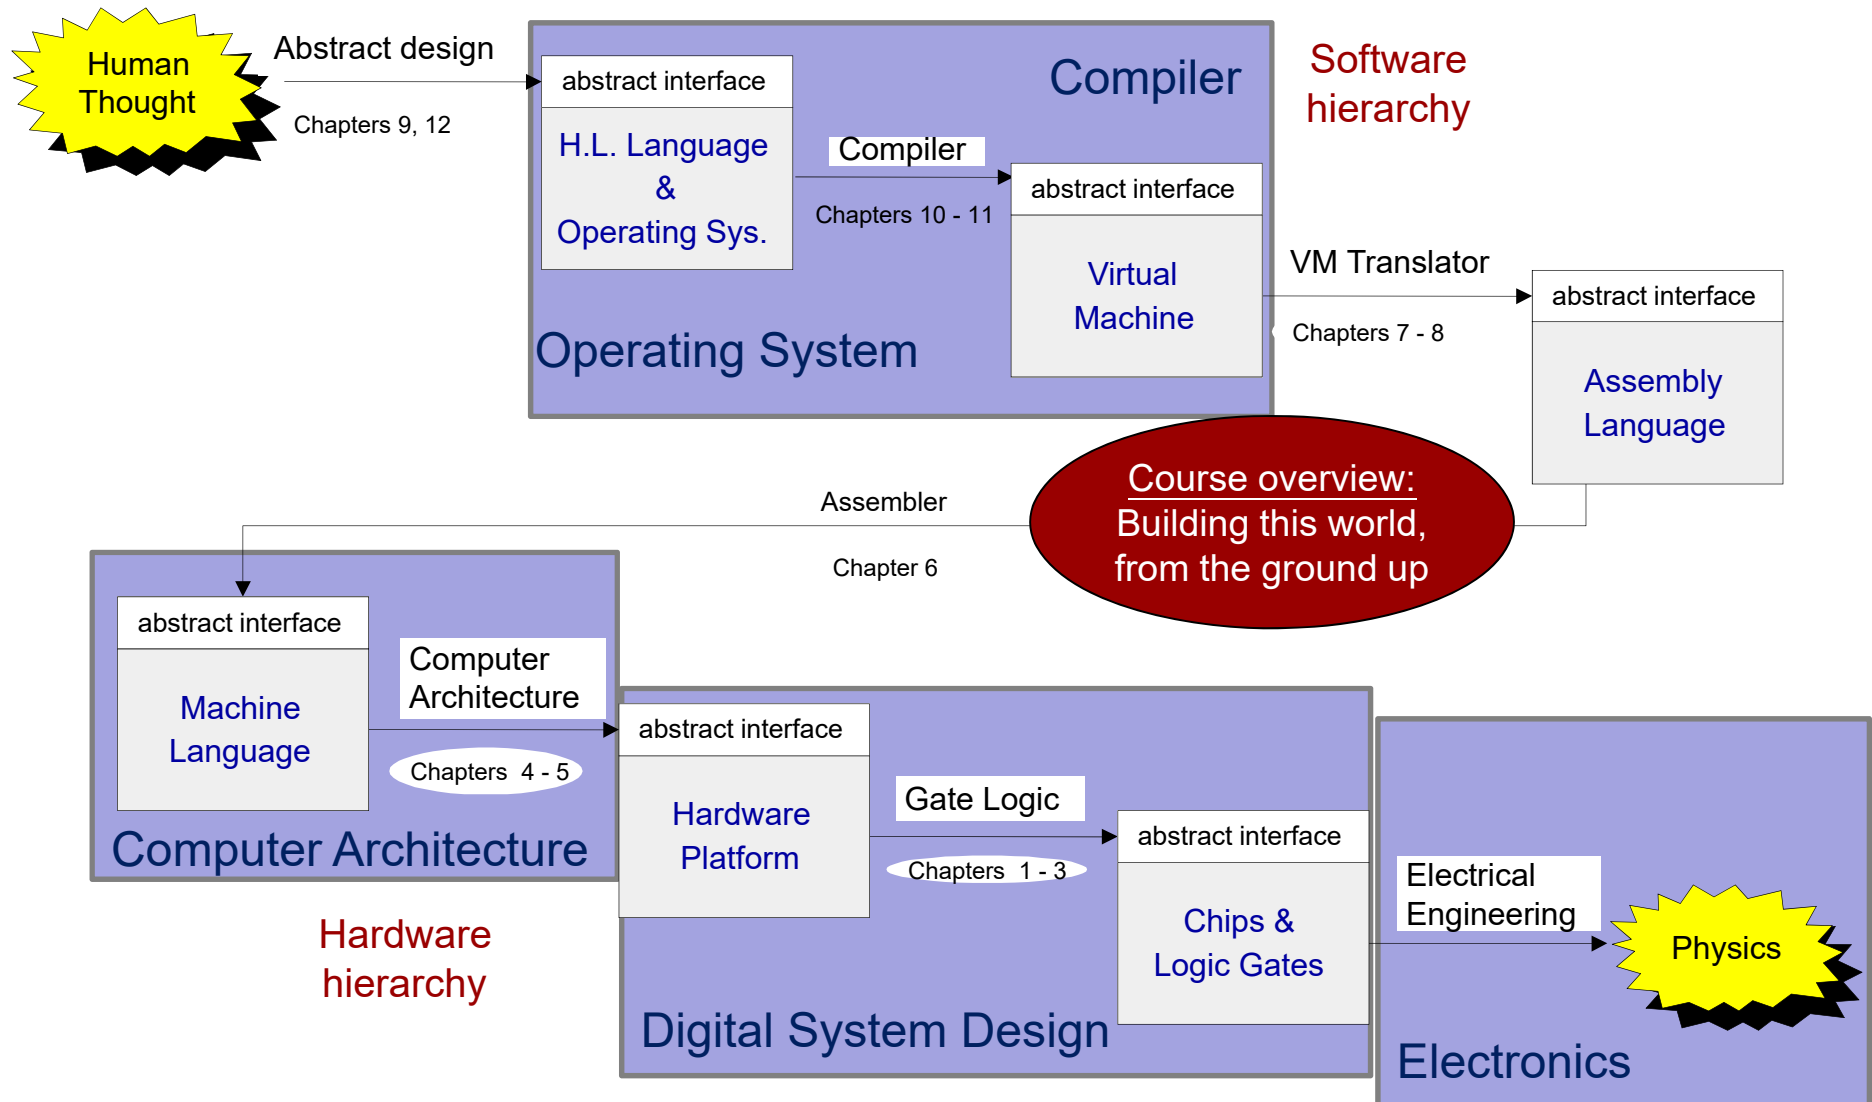 Human
Thought
Abstract design
Chapters 9, 12
abstract interface
H.L. Language
&
Operating Sys.
Compiler
Software
hierarchy
Compiler
Chapters 10 - 11
abstract interface
Virtual
Machine
Operating System
VM Translator
Chapters 7 - 8
abstract interface
Assembly
Language
Course overview:
Building this world,
from the ground up
Assembler
Chapter 6
abstract interface
Machine
Language
Computer
Architecture
Chapters 4 - 5
Computer Architecture
Hardware
hierarchy
abstract interface
Hardware
Platform
Gate Logic
Chapters 1 - 3
abstract interface
Chips &
Logic Gates
Digital System Design
Electrical
Engineering
Physics
Electronics